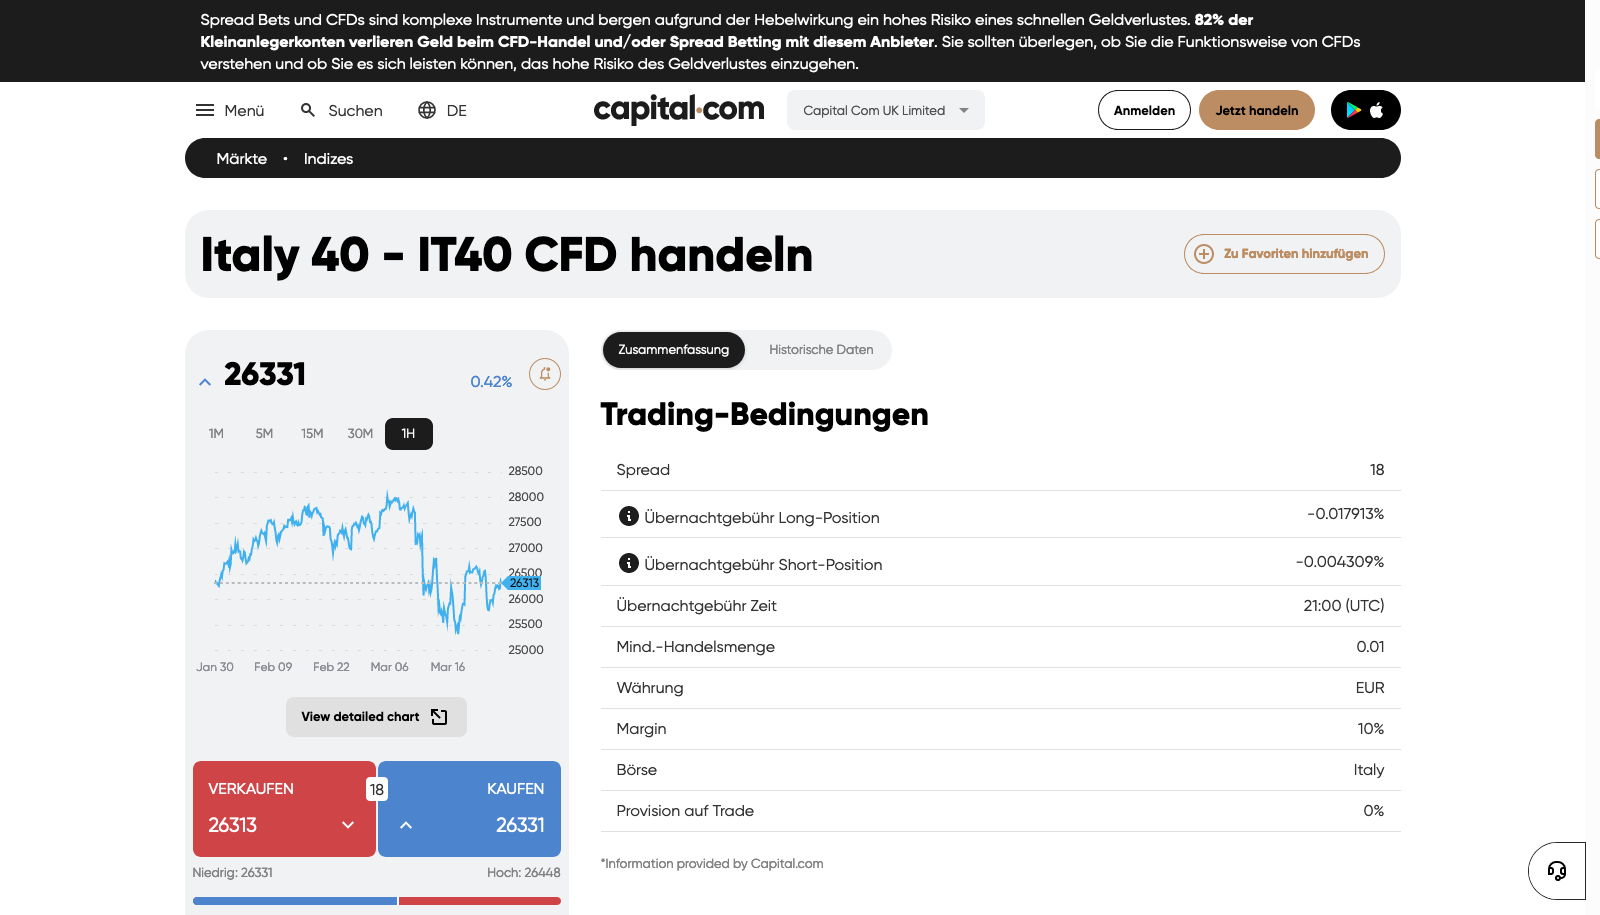 Spread Bets und CFDs sind komplexe Instrumente und bergen aufgrund der Hebelwirkung ein hohes Risiko eines schnellen Geldverlustes. 82% der
Kleinanlegerkonten verlieren Geld beim CFD-Handel und/oder Spread Betting mit diesem Anbieter. Sie sollten überlegen, ob Sie die Funktionsweise von CFDs
verstehen und ob Sie es sich leisten können, das hohe Risiko des Geldverlustes einzugehen.
Menü Suchen DE capital.com Capital Com UK Limited Anmelden Jetzt handeln
Märkte • Indizes
Italy 40 - IT40 CFD handeln
Zu Favoriten hinzufügen
26331 0.42%
1M 5M 15M 30M 1H
28500
28000
27500
27000
26500
26313
26000
25500
25000
Jan 30 Feb 09 Feb 22 Mar 06 Mar 16
View detailed chart
VERKAUFEN 18 KAUFEN
26313 26331
Niedrig: 26331 Hoch: 26448
Zusammenfassung Historische Daten
Trading-Bedingungen
Spread 18
Übernachtgebühr Long-Position -0.017913%
Übernachtgebühr Short-Position -0.004309%
Übernachtgebühr Zeit 21:00 (UTC)
Mind.-Handelsmenge 0.01
Währung EUR
Margin 10%
Börse Italy
Provision auf Trade 0%
*Information provided by Capital.com